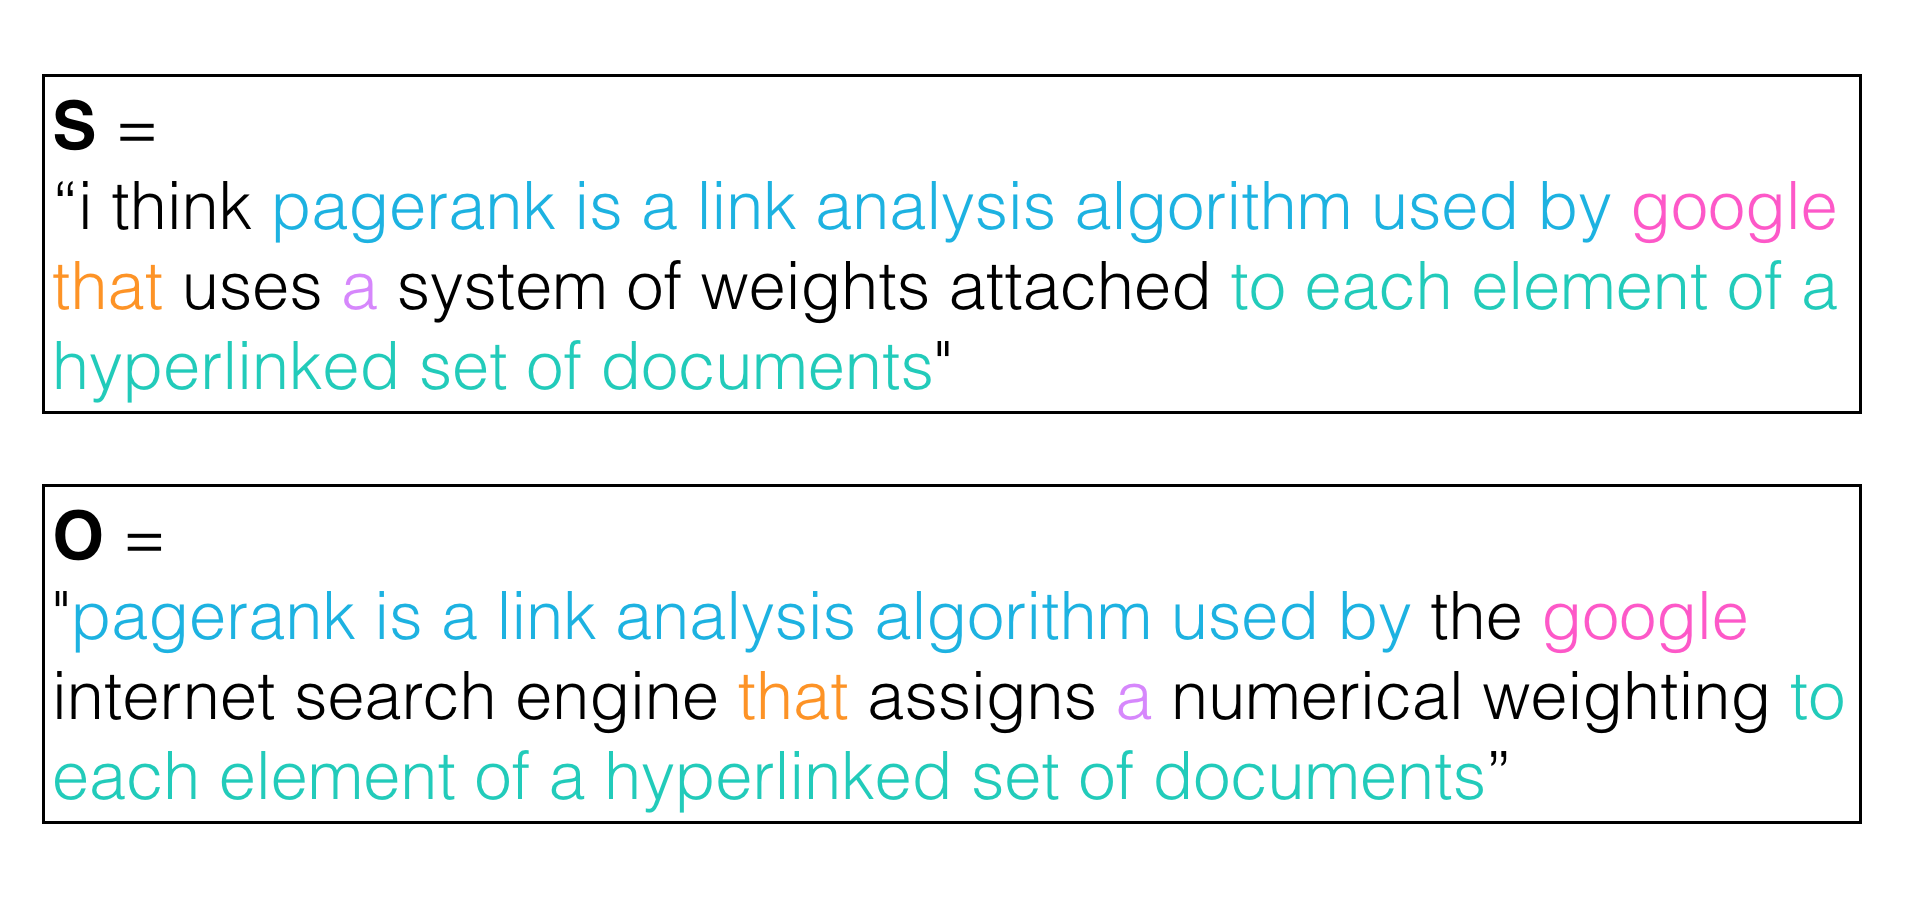 S =
“i think pagerank is a link analysis algorithm used by google
that uses a system of weights attached to each element of a
hyperlinked set of documents"
O =
"pagerank is a link analysis algorithm used by the google
internet search engine that assigns a numerical weighting to
each element of a hyperlinked set of documents”